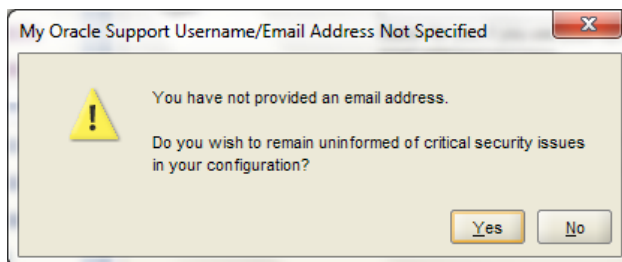 My Oracle Support Username/Email Address Not Specified
You have not provided an email address.
Do you wish to remain uninformed of critical security issues
in your configuration?
Yes No